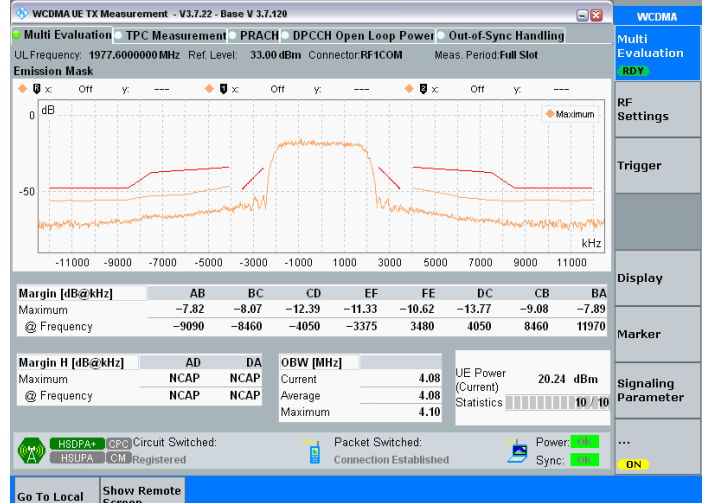 WCDMA UE TX Measurement - V3.7.22 - Base V 3.7.120
WCDMA
Multi Evaluation TPC Measurement PRACH DPCCH Open Loop Power Out-of-Sync Handling
UL Frequency: 1977.6000000 MHz Ref. Level: 33.00 dBm Connector:RF1COM Meas. Period:Full Slot
Emission Mask
R x: Off y: --- 1 x: Off y: --- 2 x: Off y: ---
dB
Maximum
0
-50
kHz
-11000 -9000 -7000 -5000 -3000 -1000 1000 3000 5000 7000 9000 11000
Margin [dB@kHz] AB BC CD EF FE DC CB BA
Maximum -7.82 -8.07 -12.39 -11.33 -10.62 -13.77 -9.08 -7.89
@ Frequency -9090 -8460 -4050 -3375 3480 4050 8460 11970
Margin H [dB@kHz] AD DA
Maximum NCAP NCAP
@ Frequency NCAP NCAP
OBW [MHz]
Current 4.08
Average 4.08
Maximum 4.10
UE Power (Current) 20.24 dBm
Statistics 10 / 10
HSDPA+ CPC Circuit Switched:
HSUPA CM Registered
Packet Switched:
Connection Established
Power: OK
Sync: OK
Multi
Evaluation
RDY
RF
Settings
Trigger
Display
Marker
Signaling
Parameter
...
ON
Go To Local
Show Remote
Screen